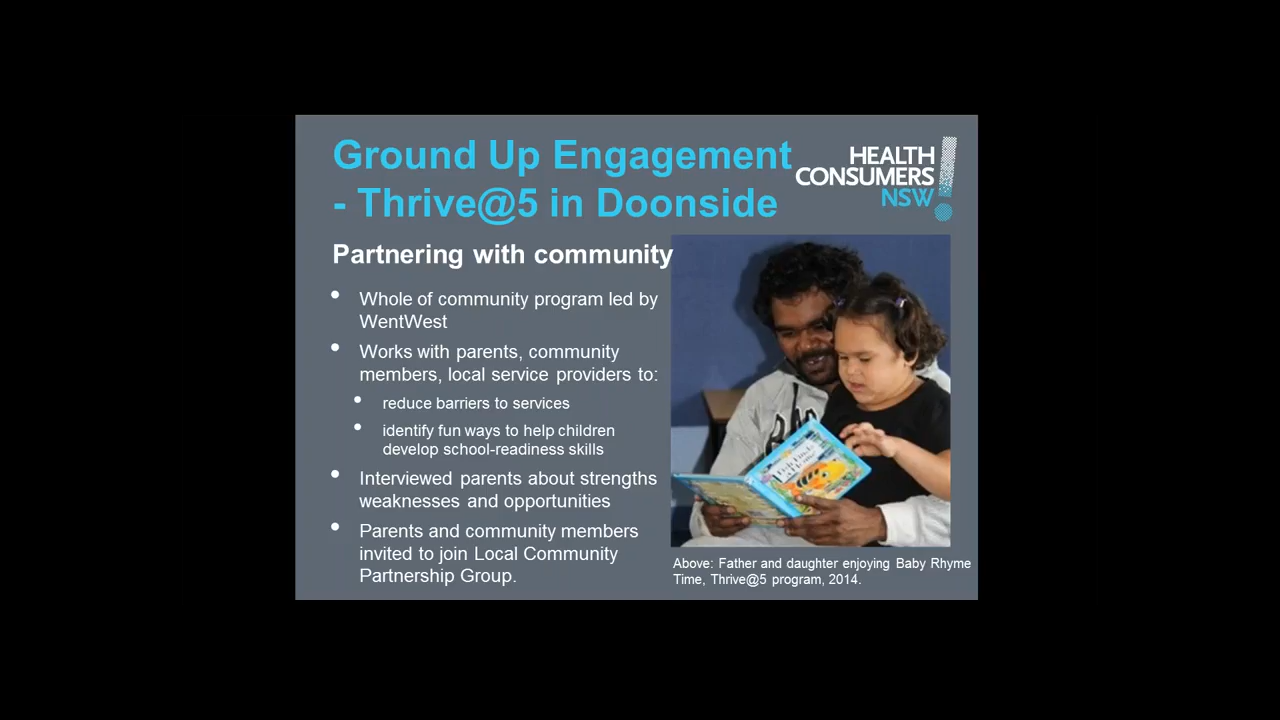 Ground Up Engagement
- Thrive@5 in Doonside
HEALTH
CONSUMERS
NSW
Partnering with community
• Whole of community program led by
WentWest
• Works with parents, community
members, local service providers to:
• reduce barriers to services
• identify fun ways to help children
develop school-readiness skills
• Interviewed parents about strengths
weaknesses and opportunities
• Parents and community members
invited to join Local Community
Partnership Group.
Above: Father and daughter enjoying Baby Rhyme
Time, Thrive@5 program, 2014.